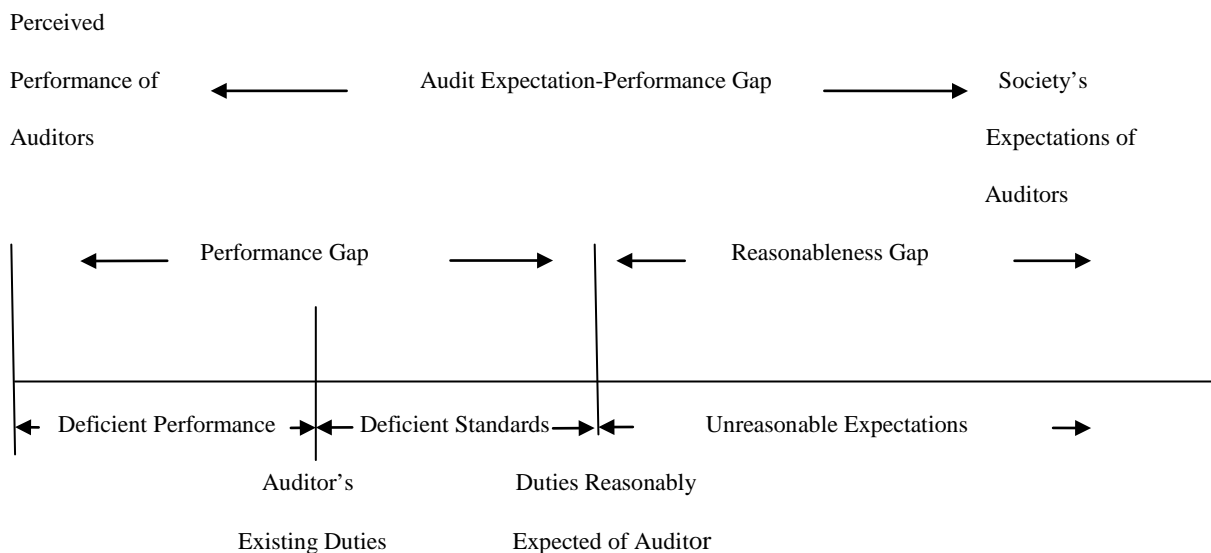 Perceived
Performance of
Auditors
Audit Expectation-Performance Gap
Society's
Expectations of
Auditors
Performance Gap
Reasonableness Gap
Deficient Performance
Deficient Standards
Unreasonable Expectations
Auditor's
Existing Duties
Duties Reasonably
Expected of Auditor